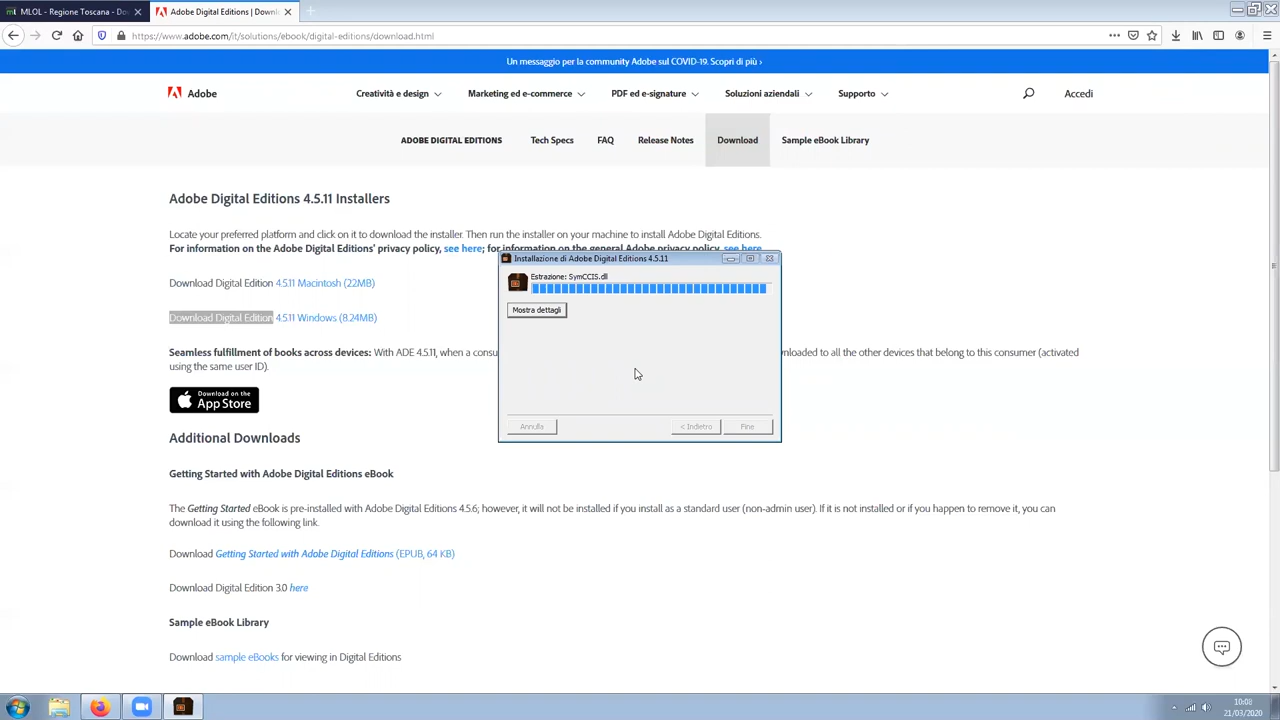 MLOL - Regione Toscana - Do
Adobe Digital Editions | Downl
https://www.adobe.com/it/solutions/ebook/digital-editions/download.html
Un messaggio per la community Adobe sul COVID-19. Scopri di più ›
Adobe
Creatività e design
Marketing ed e-commerce
PDF ed e-signature
Soluzioni aziendali
Supporto
Accedi
ADOBE DIGITAL EDITIONS
Tech Specs
FAQ
Release Notes
Download
Sample eBook Library
Adobe Digital Editions 4.5.11 Installers
Locate your preferred platform and click on it to download the installer. Then run the installer on your machine to install Adobe Digital Editions.
For information on the Adobe Digital Editions' privacy policy, see here; for information on the general Adobe privacy policy, see here
Installazione di Adobe Digital Editions 4.5.11
Estrazione: SymCCIS.dll
Mostra dettagli
Annulla
< Indietro
Fine
Download Digital Edition 4.5.11 Macintosh (22MB)
Download Digital Edition 4.5.11 Windows (8.24MB)
Seamless fulfillment of books across devices: With ADE 4.5.11, when a consu
nloaded to all the other devices that belong to this consumer (activated
using the same user ID).
Download on the
App Store
Additional Downloads
Getting Started with Adobe Digital Editions eBook
The Getting Started eBook is pre-installed with Adobe Digital Editions 4.5.6; however, it will not be installed if you install as a standard user (non-admin user). If it is not installed or if you happen to remove it, you can
download it using the following link.
Download Getting Started with Adobe Digital Editions (EPUB, 64 KB)
Download Digital Edition 3.0 here
Sample eBook Library
Download sample eBooks for viewing in Digital Editions
10:08
21/03/2020